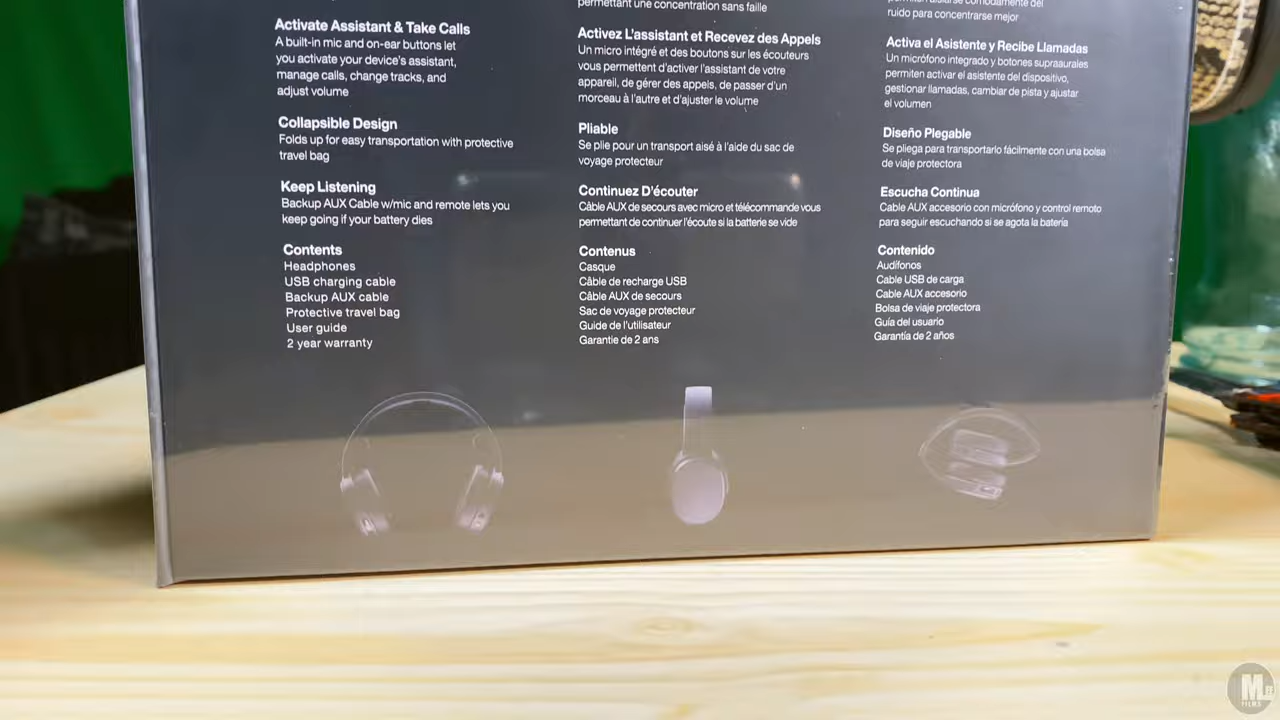 Activate Assistant & Take Calls
A built-in mic and on-ear buttons let
you activate your device's assistant,
manage calls, change tracks, and
adjust volume
Collapsible Design
Folds up for easy transportation with protective
travel bag
Keep Listening
Backup AUX Cable w/mic and remote lets you
keep going if your battery dies
Contents
Headphones
USB charging cable
Backup AUX cable
Protective travel bag
User guide
2 year warranty
permettant une concentration sans faille
Activez L'assistant et Recevez des Appels
Un micro intégré et des boutons sur les écouteurs
vous permettent d'activer l'assistant de votre
appareil, de gérer des appels, de passer d'un
morceau à l'autre et d'ajuster le volume
Pliable
Se plie pour un transport aisé à l'aide du sac de
voyage protecteur
Continuez D'écouter
Câble AUX de secours avec micro et télécommande vous
permettant de continuer l'écoute si la batterie se vide
Contenus
Casque
Câble de recharge USB
Câble AUX de secours
Sac de voyage protecteur
Guide de l'utilisateur
Garantie de 2 ans
permiten aislarse cómodamente del
ruido para concentrarse mejor
Activa el Asistente y Recibe Llamadas
Un micrófono integrado y botones supraaurales
permiten activar el asistente del dispositivo,
gestionar llamadas, cambiar de pista y ajustar
el volumen
Diseño Plegable
Se pliega para transportarlo fácilmente con una bolsa
de viaje protectora
Escucha Continua
Cable AUX accesorio con micrófono y control remoto
para seguir escuchando si se agota la batería
Contenido
Audífonos
Cable USB de carga
Cable AUX accesorio
Bolsa de viaje protectora
Guía del usuario
Garantía de 2 años
M
FILMS